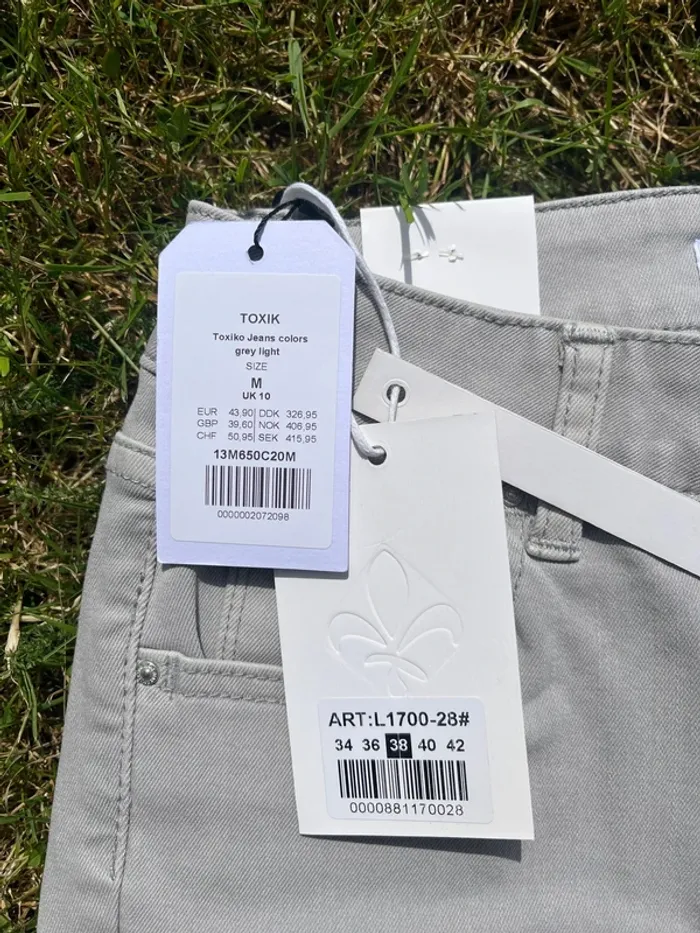 TOXIK
Toxiko Jeans colors
grey light
SIZE
M
UK 10
EUR 43,90| DDK 326,95
GBP 39,60| NOK 406,95
CHF 50,95| SEK 415,95
13M650C20M
0000002072098
ART:L1700-28#
34 36 38 40 42
0000881170028